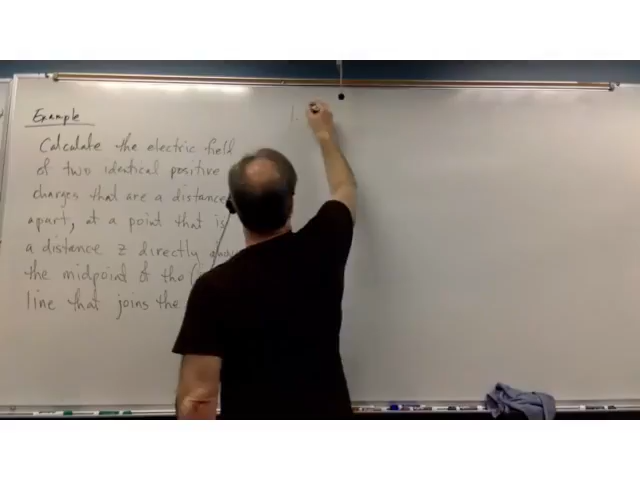 Example
Calculate the electric field
of two identical positive
charges that are a distance
apart, at a point that is
a distance z directly
the midpoint of the
line that joins the
1.